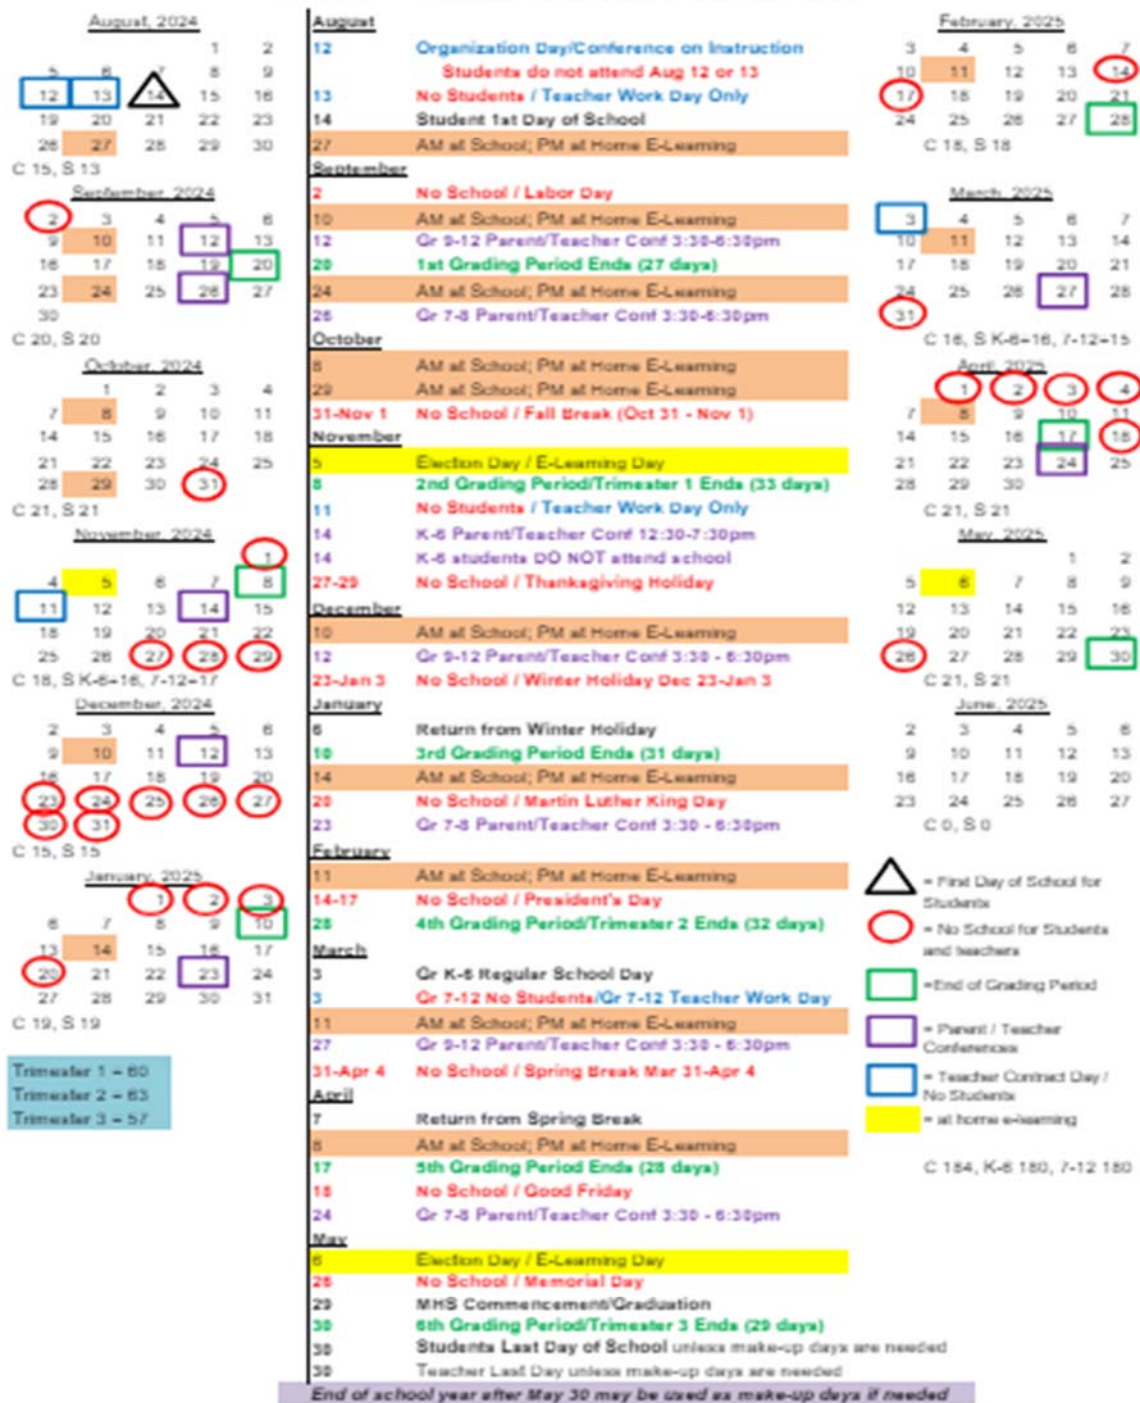 August, 2024
1 2
5 6 7 8 9
12 13 14 15 16
19 20 21 22 23
26 27 28 29 30
C 15, S 13
September, 2024
2 3 4 5 6
9 10 11 12 13
16 17 18 19 20
23 24 25 26 27
30
C 20, S 20
October, 2024
1 2 3 4
7 8 9 10 11
14 15 16 17 18
21 22 23 24 25
28 29 30 31
C 21, S 21
November, 2024
1
4 5 6 7 8
11 12 13 14 15
18 19 20 21 22
25 26 27 28 29
C 18, S K-6=16, 7-12=17
December, 2024
2 3 4 5 6
9 10 11 12 13
16 17 18 19 20
23 24 25 26 27
30 31
C 15, S 15
January, 2025
1 2 3
6 7 8 9 10
13 14 15 16 17
20 21 22 23 24
27 28 29 30 31
C 19, S 19
Trimester 1 = 60
Trimester 2 = 63
Trimester 3 = 57
August
12 Organization Day/Conference on Instruction
Students do not attend Aug 12 or 13
13 No Students / Teacher Work Day Only
14 Student 1st Day of School
27 AM at School; PM at Home E-Learning
September
2 No School / Labor Day
10 AM at School; PM at Home E-Learning
12 Gr 9-12 Parent/Teacher Conf 3:30-6:30pm
20 1st Grading Period Ends (27 days)
24 AM at School; PM at Home E-Learning
26 Gr 7-8 Parent/Teacher Conf 3:30-6:30pm
October
8 AM at School; PM at Home E-Learning
29 AM at School; PM at Home E-Learning
31-Nov 1 No School / Fall Break (Oct 31 - Nov 1)
November
5 Election Day / E-Learning Day
8 2nd Grading Period/Trimester 1 Ends (33 days)
11 No Students / Teacher Work Day Only
14 K-6 Parent/Teacher Conf 12:30-7:30pm
14 K-6 students DO NOT attend school
27-29 No School / Thanksgiving Holiday
December
10 AM at School; PM at Home E-Learning
12 Gr 9-12 Parent/Teacher Conf 3:30 - 6:30pm
23-Jan 3 No School / Winter Holiday Dec 23-Jan 3
January
6 Return from Winter Holiday
10 3rd Grading Period Ends (31 days)
14 AM at School; PM at Home E-Learning
20 No School / Martin Luther King Day
23 Gr 7-8 Parent/Teacher Conf 3:30 - 6:30pm
February
11 AM at School; PM at Home E-Learning
14-17 No School / President's Day
28 4th Grading Period/Trimester 2 Ends (32 days)
March
3 Gr K-6 Regular School Day
3 Gr 7-12 No Students/Gr 7-12 Teacher Work Day
11 AM at School; PM at Home E-Learning
27 Gr 9-12 Parent/Teacher Conf 3:30 - 6:30pm
31-Apr 4 No School / Spring Break Mar 31-Apr 4
April
7 Return from Spring Break
8 AM at School; PM at Home E-Learning
17 5th Grading Period Ends (28 days)
18 No School / Good Friday
24 Gr 7-8 Parent/Teacher Conf 3:30 - 6:30pm
May
6 Election Day / E-Learning Day
26 No School / Memorial Day
29 MHS Commencement/Graduation
30 6th Grading Period/Trimester 3 Ends (29 days)
30 Students Last Day of School unless make-up days are needed
30 Teacher Last Day unless make-up days are needed
End of school year after May 30 may be used as make-up days if needed
February, 2025
3 4 5 6 7
10 11 12 13 14
17 18 19 20 21
24 25 26 27 28
C 18, S 18
March, 2025
3 4 5 6 7
10 11 12 13 14
17 18 19 20 21
24 25 26 27 28
31
C 16, S K-6=16, 7-12=15
April, 2025
1 2 3 4
7 8 9 10 11
14 15 16 17 18
21 22 23 24 25
28 29 30
C 21, S 21
May, 2025
1 2
5 6 7 8 9
12 13 14 15 16
19 20 21 22 23
26 27 28 29 30
C 21, S 21
June, 2025
2 3 4 5 6
9 10 11 12 13
16 17 18 19 20
23 24 25 26 27
C 0, S 0
= First Day of School for
Students
= No School for Students
and teachers
=End of Grading Period
= Parent / Teacher
Conferences
= Teacher Contract Day /
No Students
= at home e-learning
C 184, K-6 180, 7-12 180